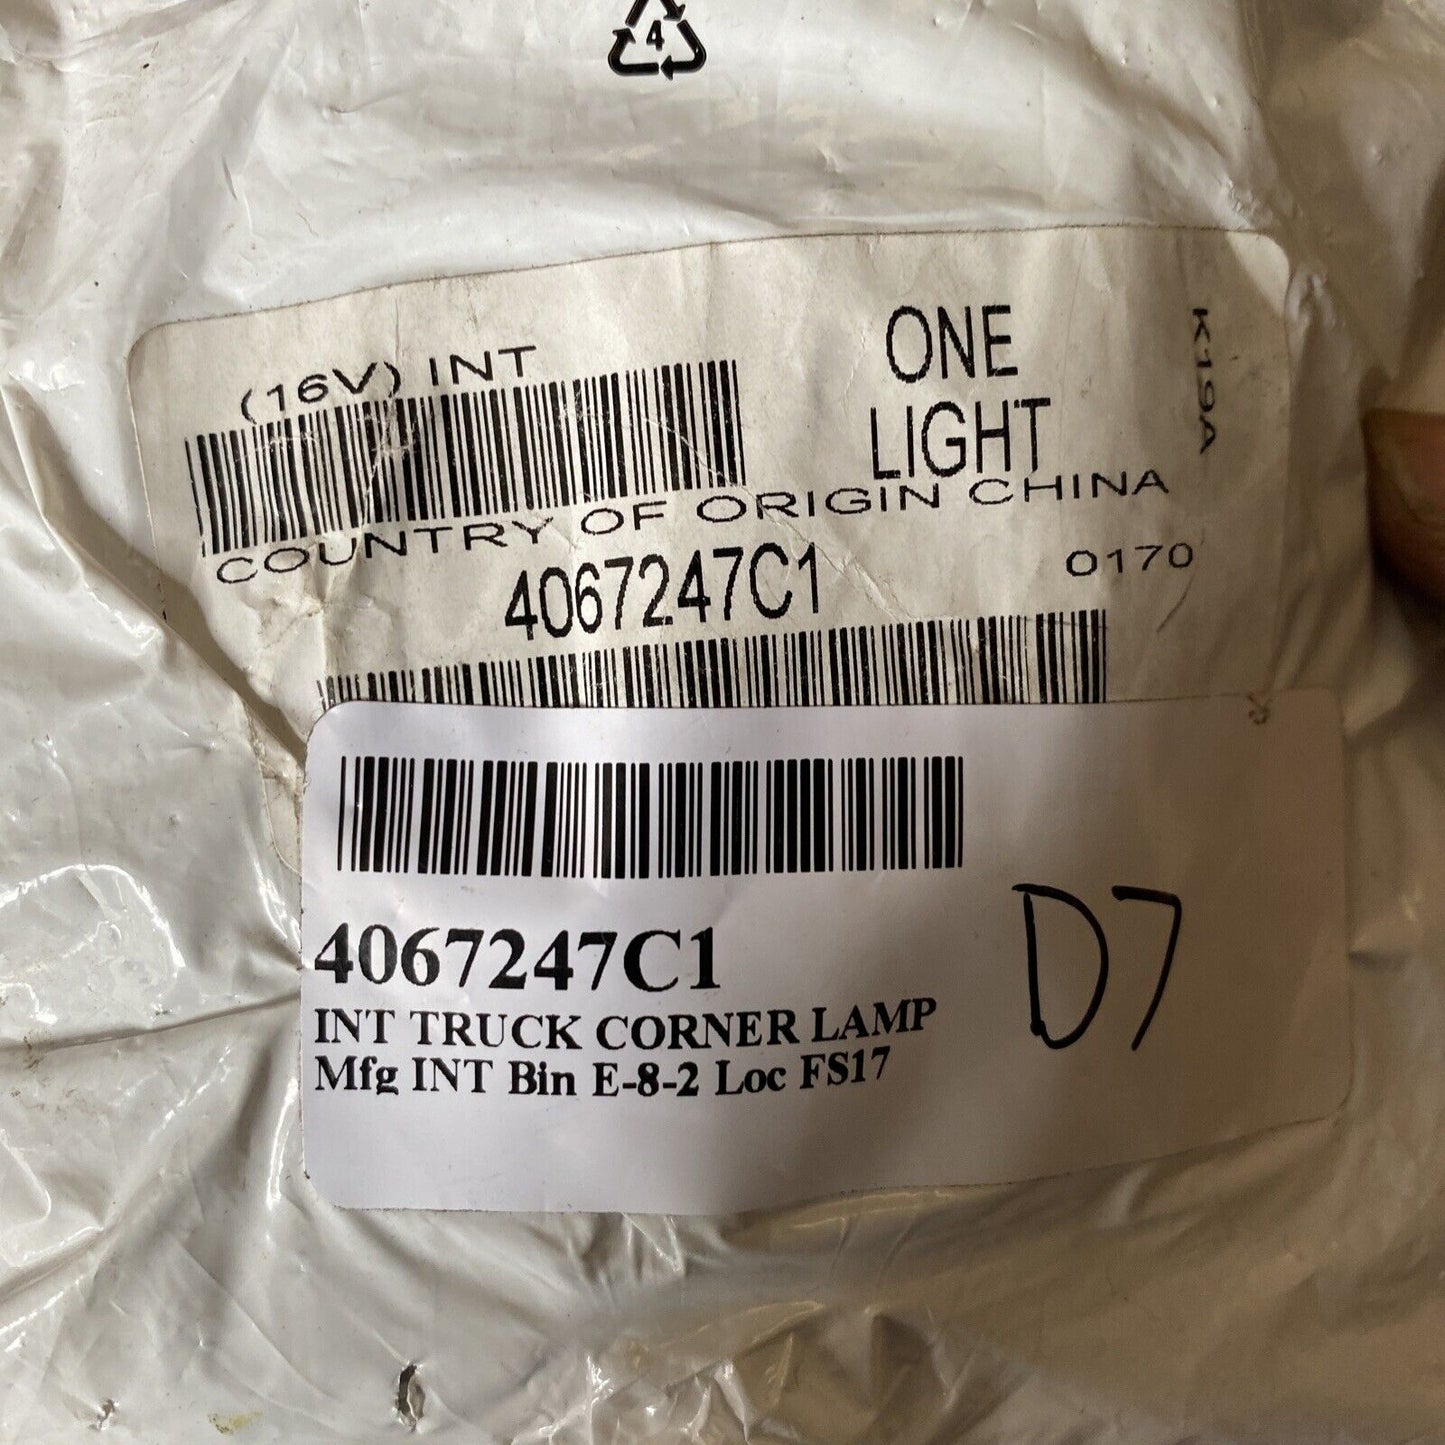 4
(16V) INT
ONE
LIGHT
K19A
COUNTRY OF ORIGIN CHINA
4067247C1
0170
4067247C1
INT TRUCK CORNER LAMP
Mfg INT Bin E-8-2 Loc FS17
D7